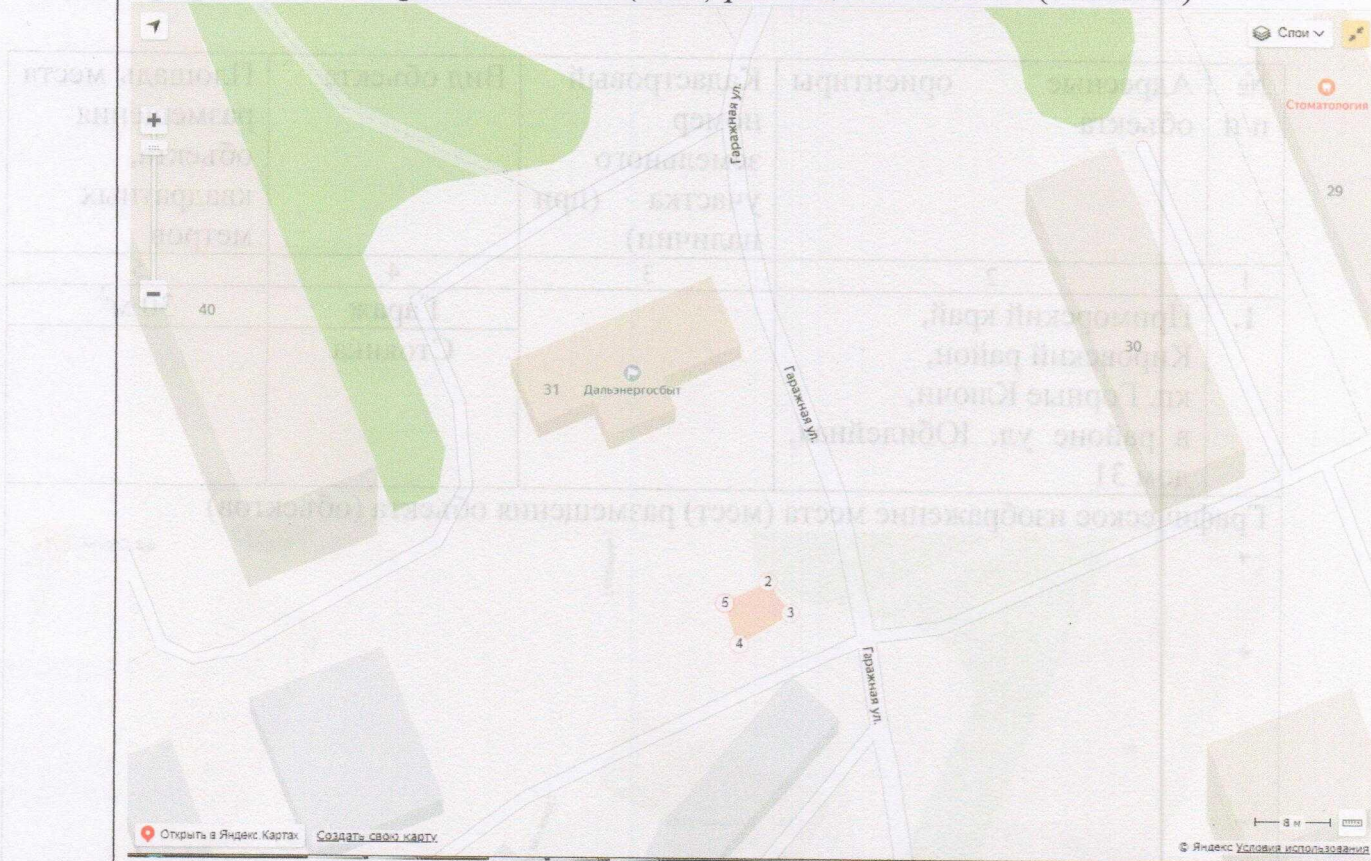 Слои
Стоматология
Гаражная ул.
29
40
30
31
Дальэнергосбыт
Гаражная ул.
2
5
3
4
Гаражная ул.
Открыть в Яндекс.Картах
Создать свою карту
8 м
© Яндекс Условия использования
№ п/п
Адресные ориентиры объекта
Кадастровый номер земельного участка (при наличии)
Вид объекта
Площадь места размещения объекта, квадратных метров
1
2
3
4
1.
Приморский край,
Кировский район,
кп. Горные Ключи,
в районе ул. Юбилейная,
дом 31
Гараж
Стоянка
Графическое изображение места (мест) размещения объекта (объектов)